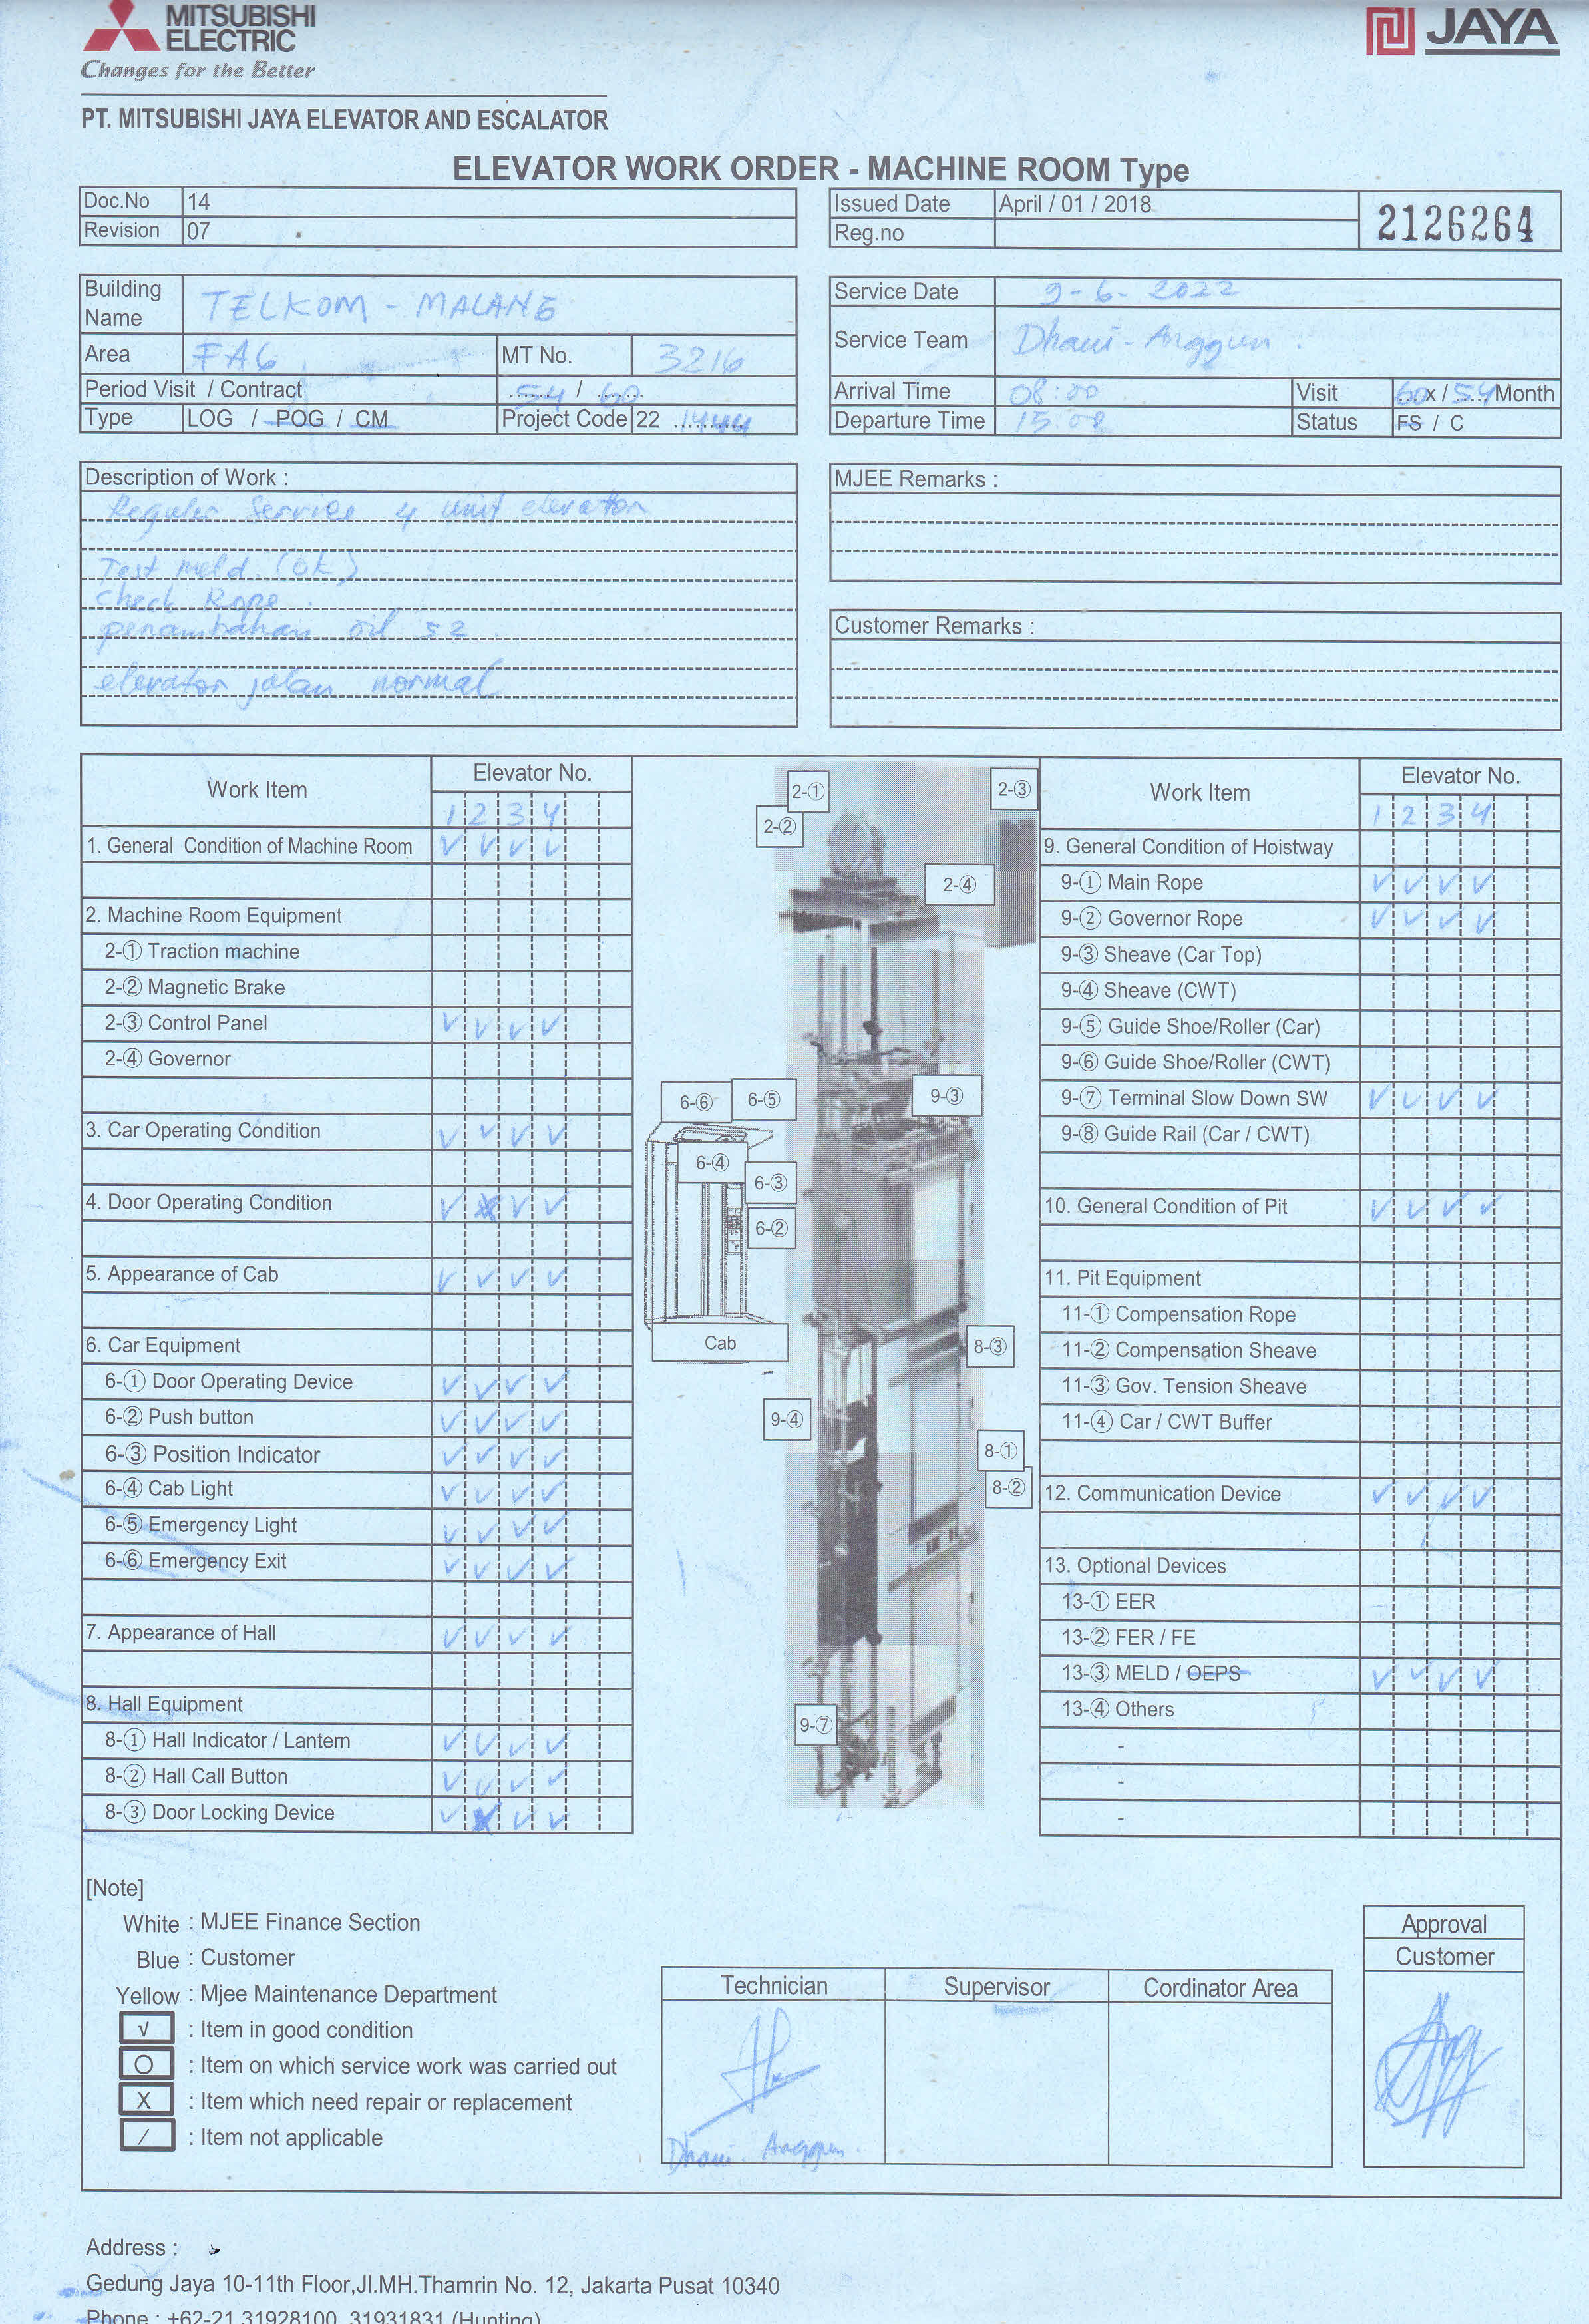 MITSUBISHI
ELECTRIC
Changes for the Better
JAYA
PT. MITSUBISHI JAYA ELEVATOR AND ESCALATOR
ELEVATOR WORK ORDER - MACHINE ROOM Type
Doc.No 14
Revision 07
Issued Date April / 01 / 2018
Reg.no
2126264
Building Name TELKOM - MALANG
Area FA6 MT No. 3216
Period Visit / Contract 54 / 60
Type LOG / POG / CM Project Code 22 1444
Service Date 9-6-2022
Service Team Dhani - Anggun
Arrival Time 08:00 Visit 60 x / 54 Month
Departure Time 15:00 Status FS / C
Description of Work :
Reguler Service 4 unit elevator
Test meld (ok)
check Rope
penambahan oil 52
elevator jalan normal
MJEE Remarks :
Customer Remarks :
Work Item Elevator No.
1 2 3 4
1. General Condition of Machine Room √ √ √ √
2. Machine Room Equipment
2-① Traction machine
2-② Magnetic Brake
2-③ Control Panel √ √ √ √
2-④ Governor
3. Car Operating Condition √ √ √ √
4. Door Operating Condition √ X √ √
5. Appearance of Cab √ √ √ √
6. Car Equipment
6-① Door Operating Device √ √ √ √
6-② Push button √ √ √ √
6-③ Position Indicator √ √ √ √
6-④ Cab Light √ √ √ √
6-⑤ Emergency Light √ √ √ √
6-⑥ Emergency Exit √ √ √ √
7. Appearance of Hall √ √ √ √
8. Hall Equipment
8-① Hall Indicator / Lantern √ √ √ √
8-② Hall Call Button √ √ √ √
8-③ Door Locking Device √ X √ √
2-①
2-②
2-③
2-④
9-③
6-⑥
6-⑤
6-④
6-③
6-②
Cab
8-③
9-④
8-①
8-②
9-⑦
Work Item Elevator No.
1 2 3 4
9. General Condition of Hoistway
9-① Main Rope √ √ √ √
9-② Governor Rope √ √ √ √
9-③ Sheave (Car Top)
9-④ Sheave (CWT)
9-⑤ Guide Shoe/Roller (Car)
9-⑥ Guide Shoe/Roller (CWT)
9-⑦ Terminal Slow Down SW √ √ √ √
9-⑧ Guide Rail (Car / CWT)
10. General Condition of Pit √ √ √ √
11. Pit Equipment
11-① Compensation Rope
11-② Compensation Sheave
11-③ Gov. Tension Sheave
11-④ Car / CWT Buffer
12. Communication Device √ √ √ √
13. Optional Devices
13-① EER
13-② FER / FE
13-③ MELD / OEPS √ √ √ √
13-④ Others
-
-
-
[Note]
White : MJEE Finance Section
Blue : Customer
Yellow : Mjee Maintenance Department
√ : Item in good condition
O : Item on which service work was carried out
X : Item which need repair or replacement
/ : Item not applicable
Technician Supervisor Cordinator Area
Dhani Anggun
Approval
Customer
Address :
Gedung Jaya 10-11th Floor,Jl.MH.Thamrin No. 12, Jakarta Pusat 10340
Phone : +62-21 31928100, 31931831 (Hunting)